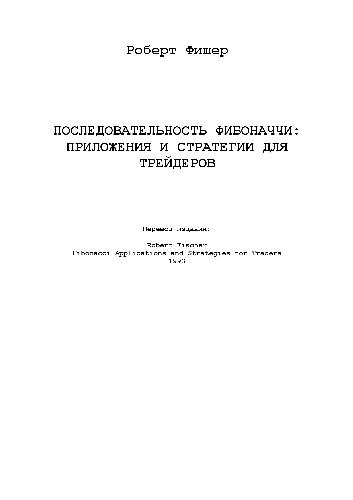 Роберт Фишер
ПОСЛЕДОВАТЕЛЬНОСТЬ ФИБОНАЧЧИ:
ПРИЛОЖЕНИЯ И СТРАТЕГИИ ДЛЯ
ТРЕЙДЕРОВ
Перевод издания:
Robert Fischer
Fibonacci Applications and Strategies for Traders
1993